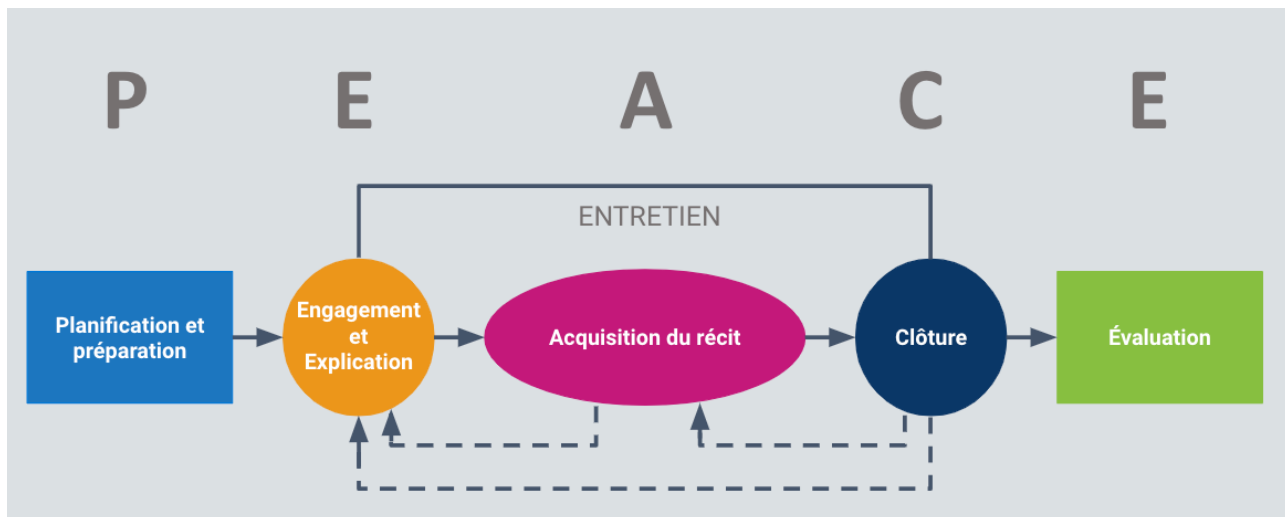 P E A C E
ENTRETIEN
Planification et
préparation
Engagement
et
Explication
Acquisition du récit
Clôture
Évaluation